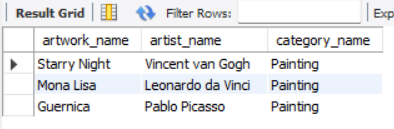 Result Grid Filter Rows: Exp
artwork_name artist_name category_name
Starry Night Vincent van Gogh Painting
Mona Lisa Leonardo da Vinci Painting
Guernica Pablo Picasso Painting